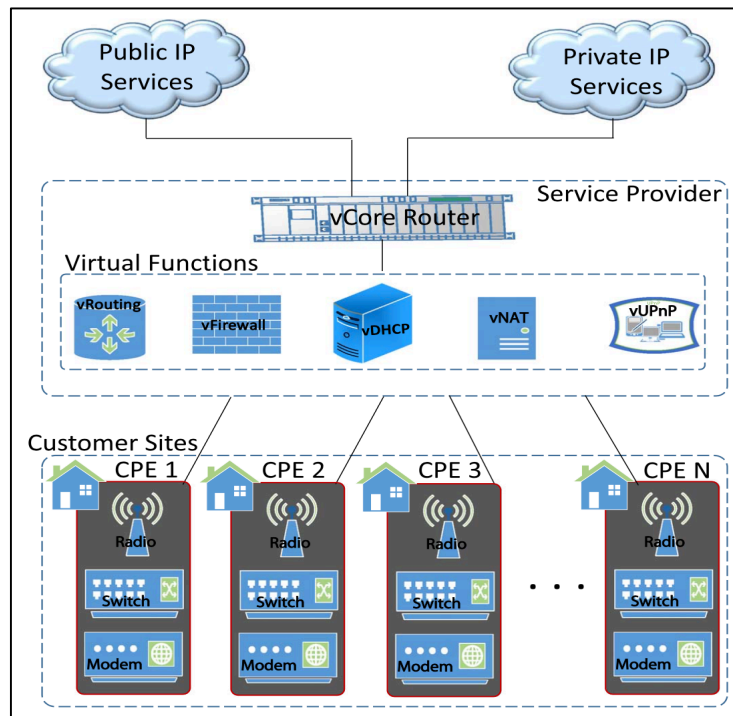 Public IP
Services
Private IP
Services
Service Provider
vCore Router
Virtual Functions
vRouting
vFirewall
vDHCP
vNAT
vUPnP
Customer Sites
CPE 1
CPE 2
CPE 3
CPE N
Radio
Radio
Radio
Radio
Switch
Switch
Switch
. . .
Switch
Modem
Modem
Modem
Modem